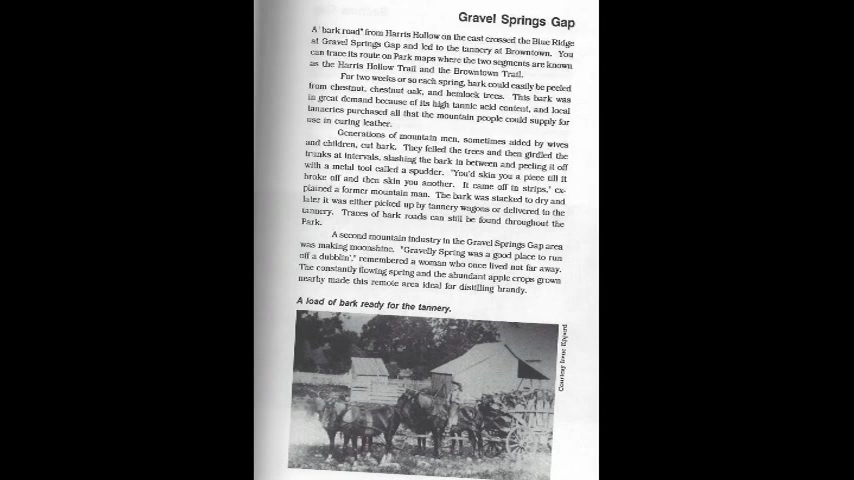 Gravel Springs Gap
A "bark road" from Harris Hollow on the east crossed the Blue Ridge
at Gravel Springs Gap and led to the tannery at Browntown. You
can trace its route on Park maps where the two segments are known
as the Harris Hollow Trail and the Browntown Trail.
For two weeks or so each spring, bark could easily be peeled
from chestnut, chestnut oak, and hemlock trees. This bark was
in great demand because of its high tannic acid content, and local
tanneries purchased all that the mountain people could supply for
use in curing leather.
Generations of mountain men, sometimes aided by wives
and children, cut bark. They felled the trees and then girdled the
trunks at intervals, slashing the bark in between and peeling it off
with a metal tool called a spudder. "You'd skin you a piece till it
broke off and then skin you another. It came off in strips," ex-
plained a former mountain man. The bark was stacked to dry and
later it was either picked up by tannery wagons or delivered to the
tannery. Traces of bark roads can still be found throughout the
Park.
A second mountain industry in the Gravel Springs Gap area
was making moonshine. "Gravelly Spring was a good place to run
off a dubblin'," remembered a woman who once lived not far away.
The constantly flowing spring and the abundant apple crops grown
nearby made this remote area ideal for distilling brandy.
A load of bark ready for the tannery.
Courtesy Irene Eppard